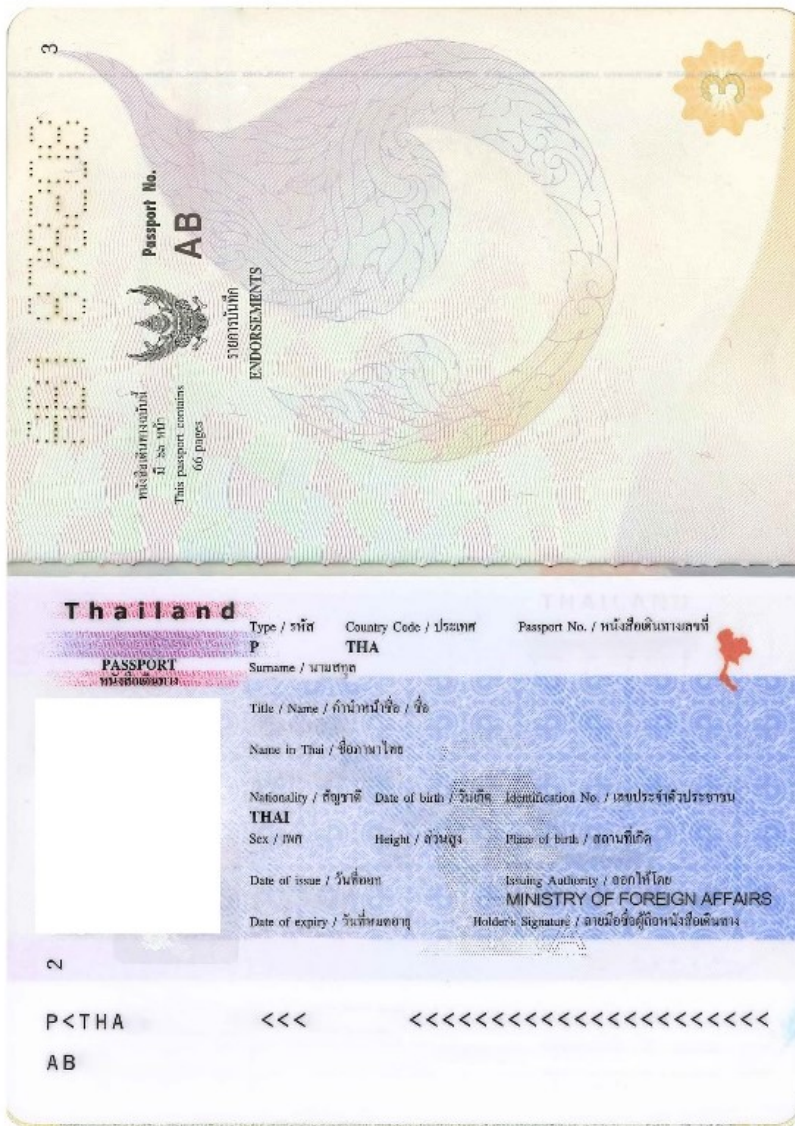 3
3
Passport No.
AB
หนังสือเดินทางฉบับนี้
มี ๖๖ หน้า
This passport contains
66 pages
รายการบันทึก
ENDORSEMENTS
Thailand
PASSPORT
หนังสือเดินทาง
Type / รหัส Country Code / ประเทศ Passport No. / หนังสือเดินทางเลขที่
P THA
Surname / นามสกุล
Title / Name / คำนำหน้าชื่อ / ชื่อ
Name in Thai / ชื่อภาษาไทย
Nationality / สัญชาติ Date of birth / วันเกิด Identification No. / เลขประจำตัวประชาชน
THAI
Sex / เพศ Height / ส่วนสูง Place of birth / สถานที่เกิด
Date of issue / วันที่ออก Issuing Authority / ออกให้โดย
MINISTRY OF FOREIGN AFFAIRS
Date of expiry / วันที่หมดอายุ Holder's Signature / ลายมือชื่อผู้ถือหนังสือเดินทาง
2
P<THA <<< <<<<<<<<<<<<<<<<<<<<<<
AB